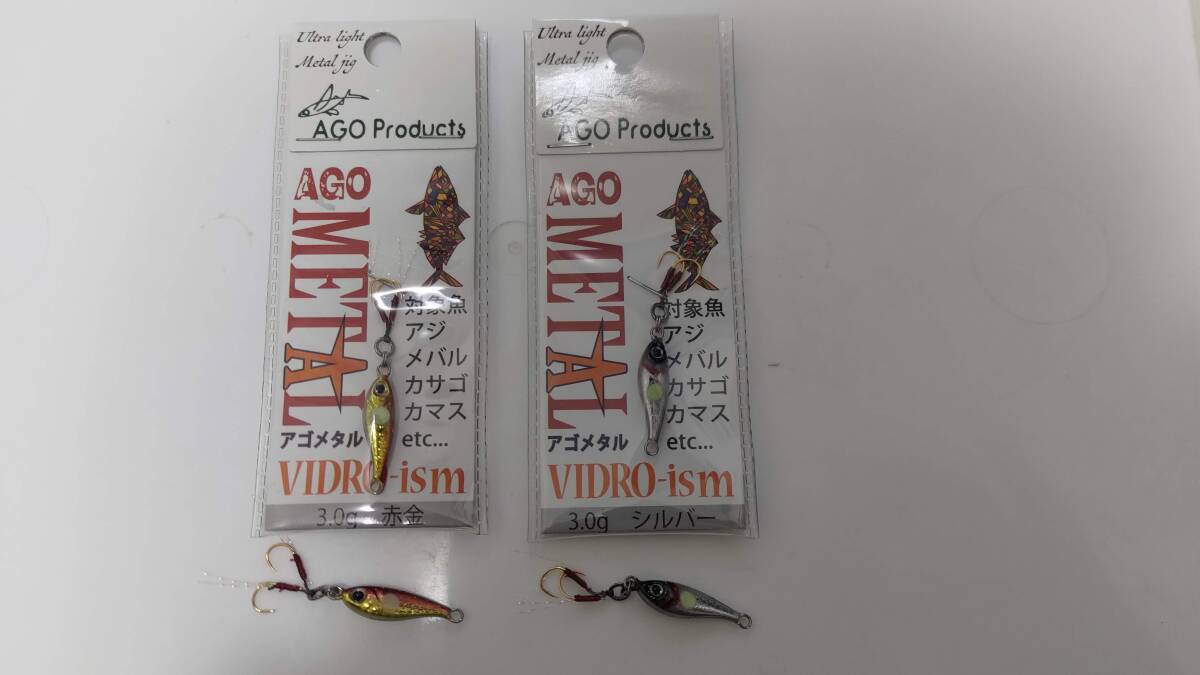 Ultra light
Metal jig
AGO Products
AGO
METAL
対象魚
アジ
メバル
カサゴ
カマス
etc...
アゴメタル
VIDRO-ism
3.0g 赤金
Ultra light
Metal jig
AGO Products
AGO
METAL
対象魚
アジ
メバル
カサゴ
カマス
etc...
アゴメタル
VIDRO-ism
3.0g シルバー